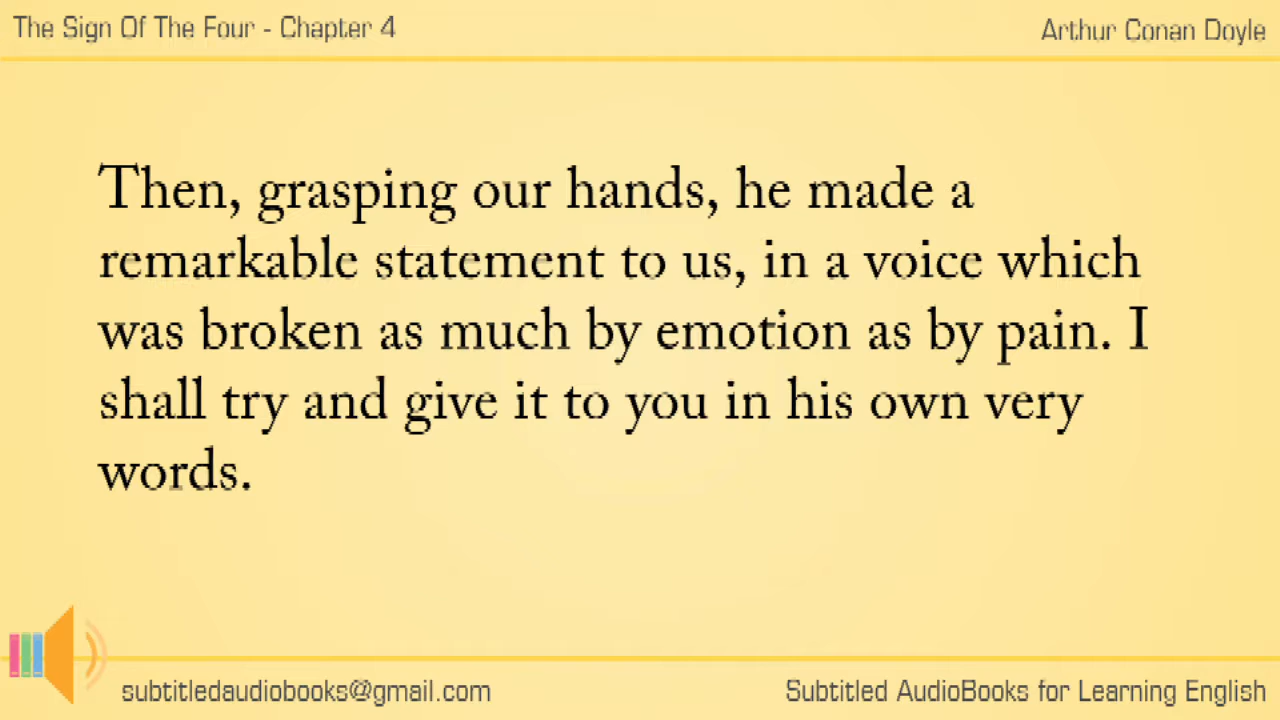 The Sign Of The Four - Chapter 4
Arthur Conan Doyle
Then, grasping our hands, he made a
remarkable statement to us, in a voice which
was broken as much by emotion as by pain. I
shall try and give it to you in his own very
words.
subtitledaudiobooks@gmail.com
Subtitled AudioBooks for Learning English